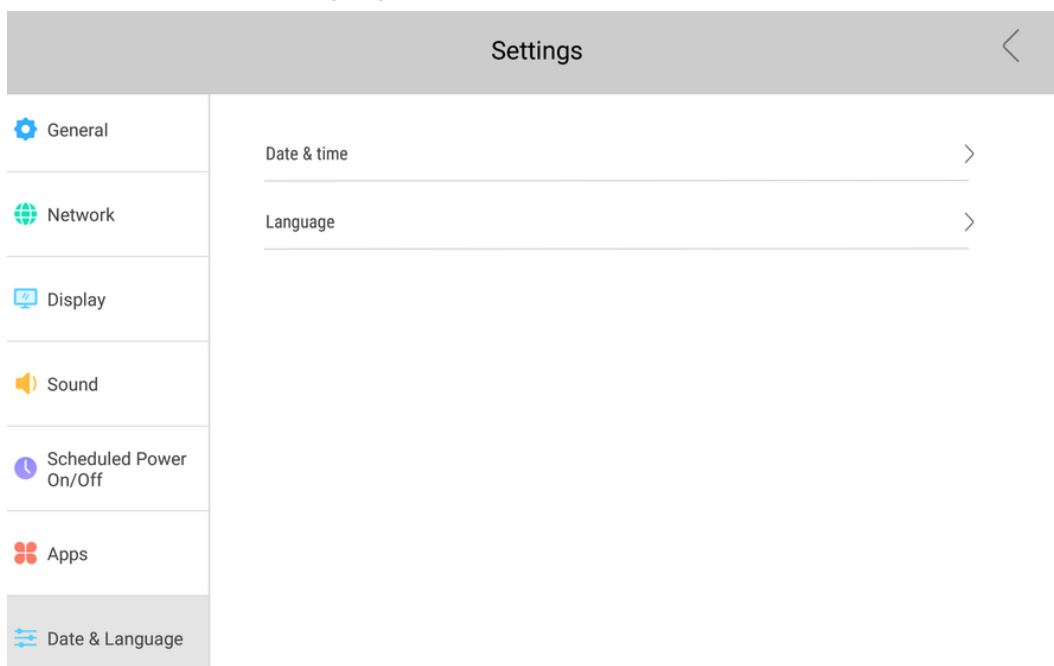 Settings
General
Network
Display
Sound
Scheduled Power
On/Off
Apps
Date & Language
Date & time
Language